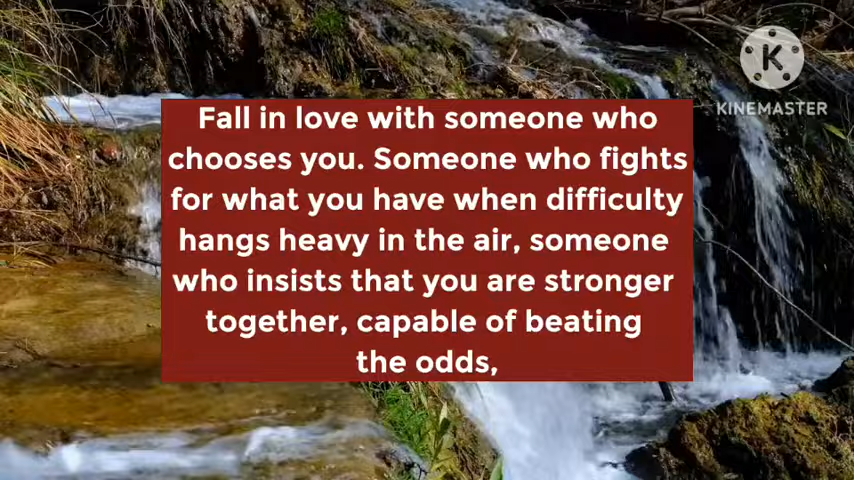 Fall in love with someone who
chooses you. Someone who fights
for what you have when difficulty
hangs heavy in the air, someone
who insists that you are stronger
together, capable of beating
the odds,
K
KINEMASTER